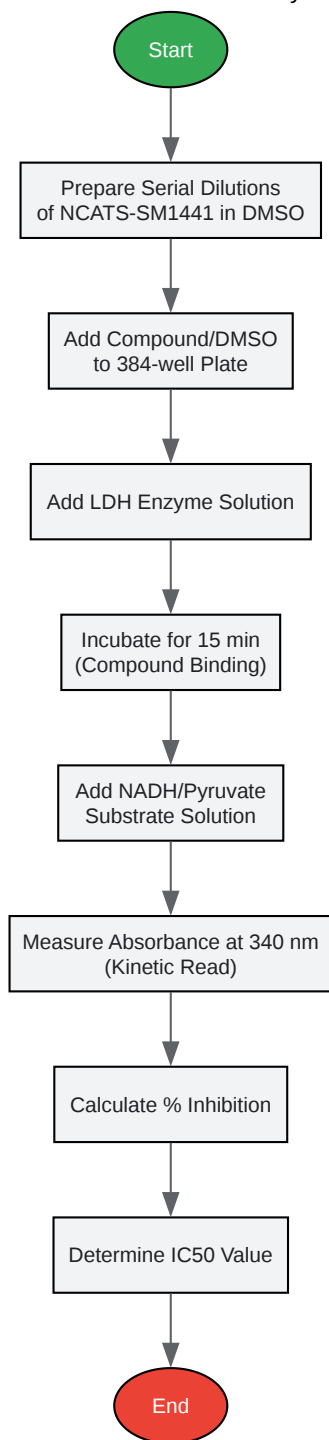 Start
Prepare Serial Dilutions
of NCATS-SM1441 in DMSO
Add Compound/DMSO
to 384-well Plate
Add LDH Enzyme Solution
Incubate for 15 min
(Compound Binding)
Add NADH/Pyruvate
Substrate Solution
Measure Absorbance at 340 nm
(Kinetic Read)
Calculate % Inhibition
Determine IC50 Value
End